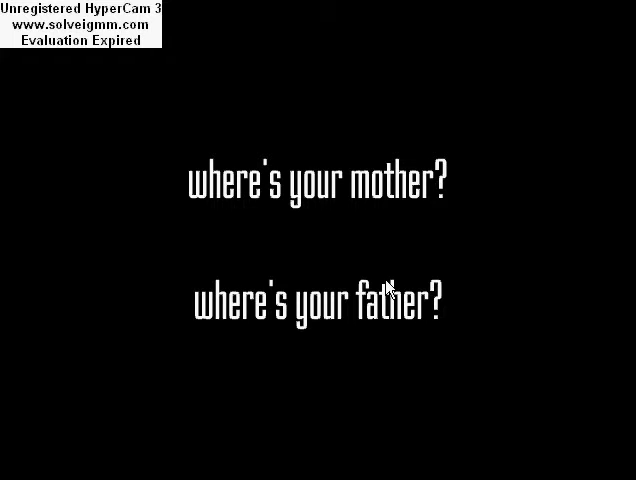 Unregistered HyperCam 3
www.solveigmm.com
Evaluation Expired
where's your mother?
where's your father?